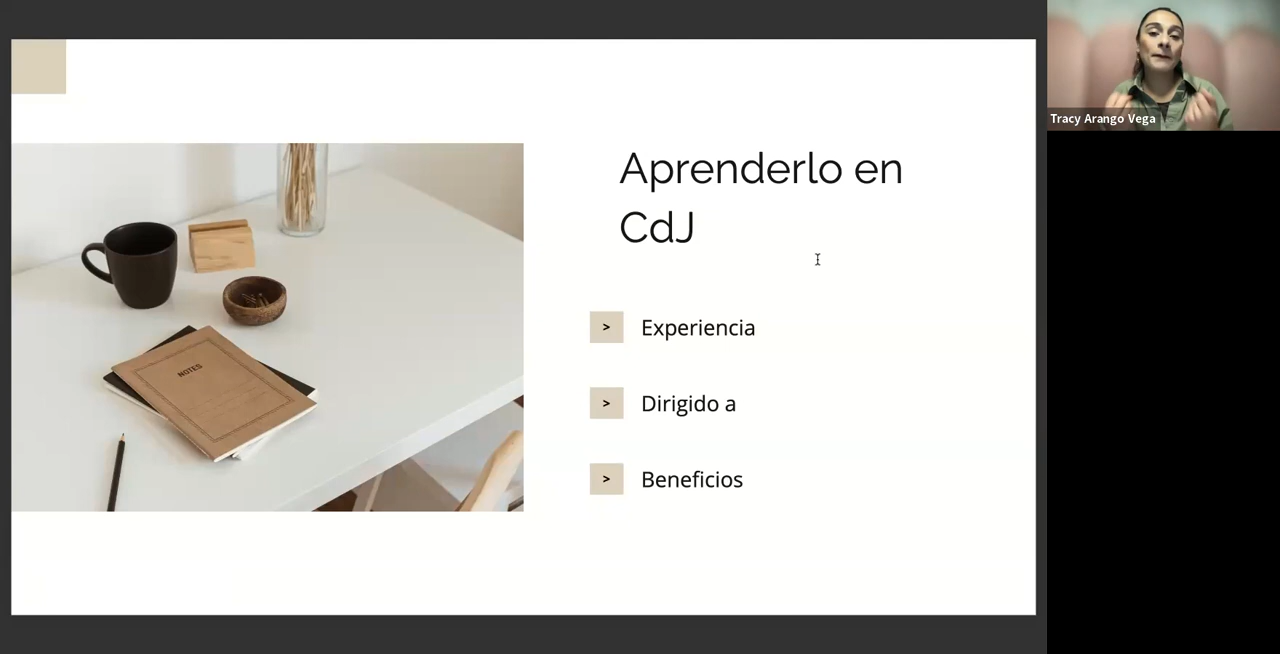 Aprenderlo en
CdJ
> Experiencia
> Dirigido a
> Beneficios
NOTES
Tracy Arango Vega